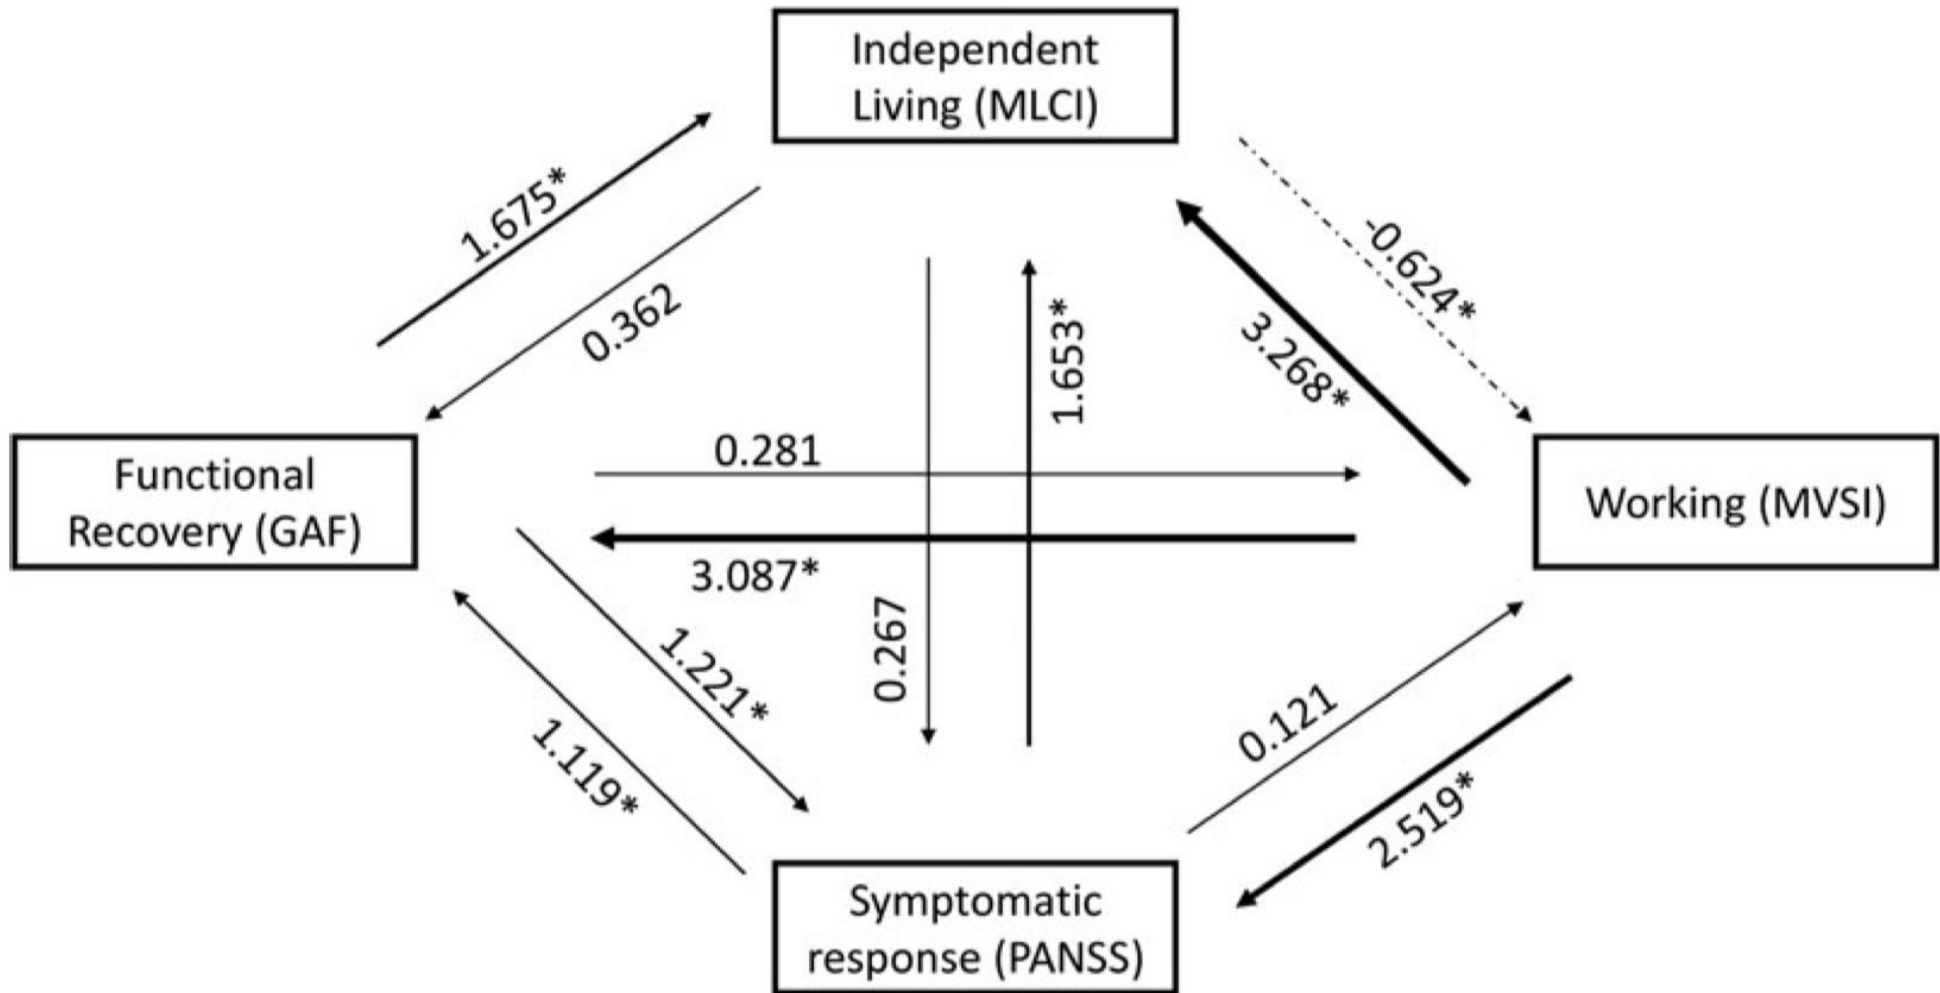 Independent
Living (MLCI)
1.675*
0.362
-0.624*
3.268*
1.653*
0.281
Functional
Recovery (GAF)
Working (MVSI)
3.087*
0.267
1.221*
1.119*
0.121
2.519*
Symptomatic
response (PANSS)